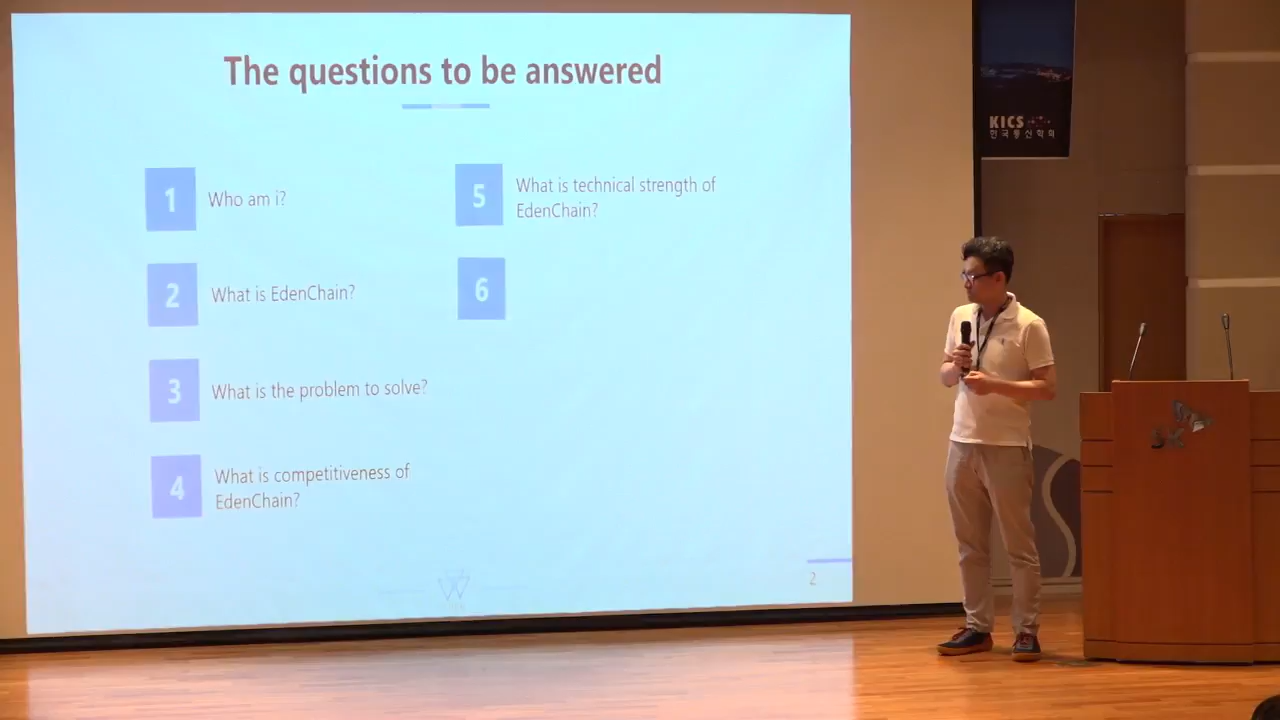 The questions to be answered
1
Who am i?
2
What is EdenChain?
3
What is the problem to solve?
4
What is competitiveness of
EdenChain?
5
What is technical strength of
EdenChain?
6
2
KICS
한국통신학회
SK